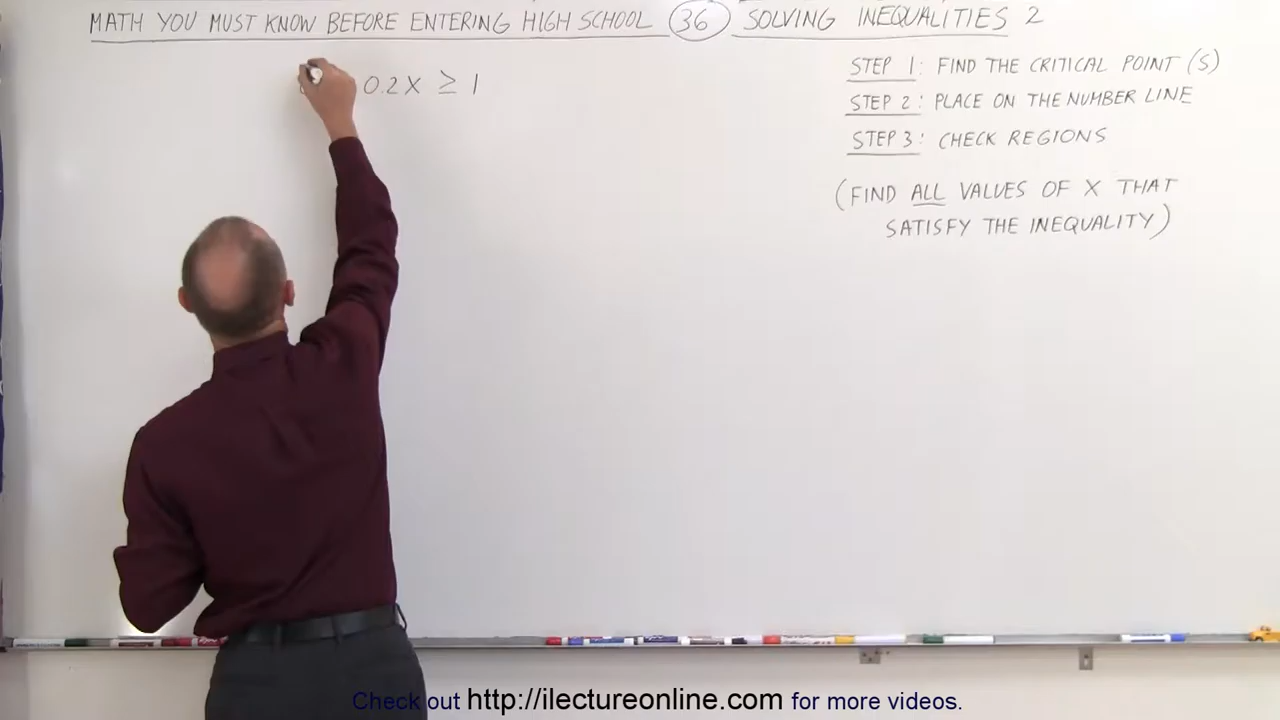 MATH YOU MUST KNOW BEFORE ENTERING HIGH SCHOOL 36 SOLVING INEQUALITIES 2
0.2X ≥ 1
STEP 1: FIND THE CRITICAL POINT (S)
STEP 2: PLACE ON THE NUMBER LINE
STEP 3: CHECK REGIONS
(FIND ALL VALUES OF X THAT
SATISFY THE INEQUALITY)
Check out http://ilectureonline.com for more videos.